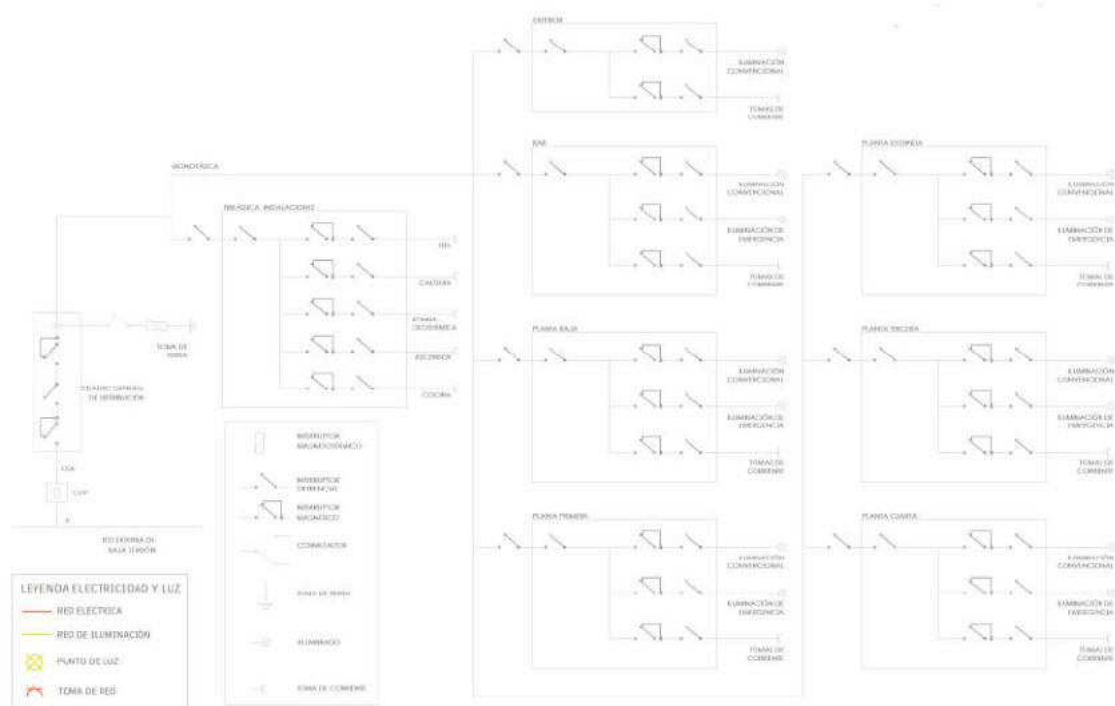 EXTERIOR
ILUMINACIÓN
CONVENCIONAL
TOMAS DE
CORRIENTE
MONOFÁSICA
BAR
ILUMINACIÓN
CONVENCIONAL
ILUMINACIÓN DE
EMERGENCIA
TOMAS DE
CORRIENTE
PLANTA SEGUNDA
ILUMINACIÓN
CONVENCIONAL
ILUMINACIÓN DE
EMERGENCIA
TOMAS DE
CORRIENTE
TRIFÁSICA INSTALACIONES
CALDERA
GEOTÉRMICA
ASCENSOR
COCINA
TOMA DE
TIERRA
CUADRO GENERAL
DE DISTRIBUCIÓN
PLANTA BAJA
ILUMINACIÓN
CONVENCIONAL
ILUMINACIÓN DE
EMERGENCIA
TOMAS DE
CORRIENTE
PLANTA TERCERA
ILUMINACIÓN
CONVENCIONAL
ILUMINACIÓN DE
EMERGENCIA
TOMAS DE
CORRIENTE
PLANTA PRIMERA
ILUMINACIÓN
CONVENCIONAL
ILUMINACIÓN DE
EMERGENCIA
TOMAS DE
CORRIENTE
PLANTA CUARTA
ILUMINACIÓN
CONVENCIONAL
ILUMINACIÓN DE
EMERGENCIA
TOMAS DE
CORRIENTE
RED EXTERNA DE
BAJA TENSIÓN
INTERRUPTOR
MAGNETOTÉRMICO
INTERRUPTOR
DIFERENCIAL
INTERRUPTOR
MAGNÉTICO
CONMUTADOR
TOMA DE TIERRA
ALUMBRADO
TOMA DE CORRIENTE
LEYENDA ELECTRICIDAD Y LUZ
RED ELÉCTRICA
RED DE ILUMINACIÓN
PUNTO DE LUZ
TOMA DE RED